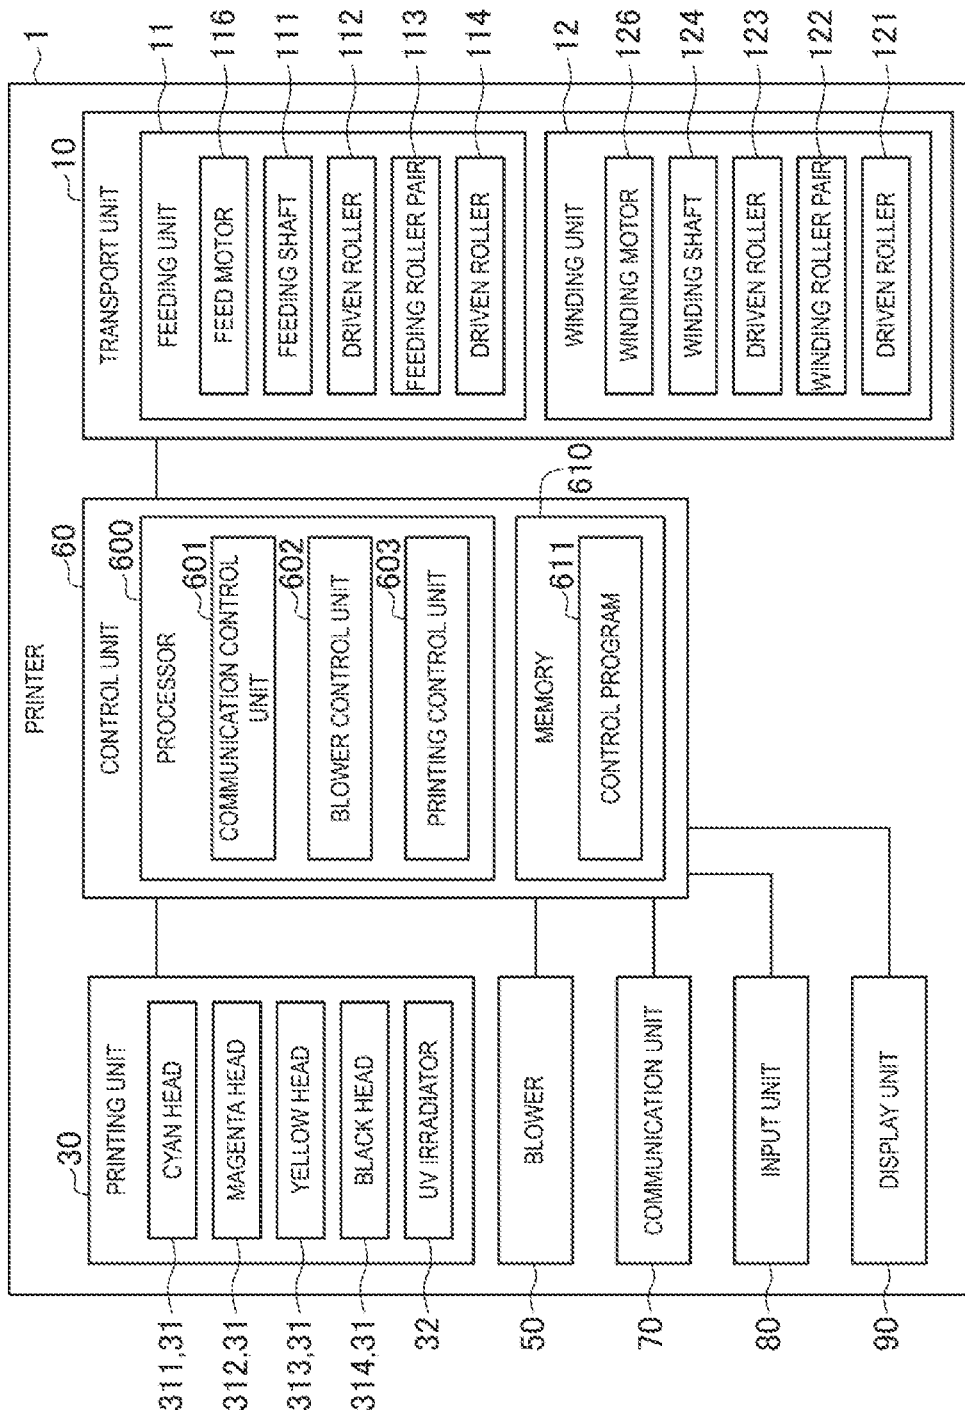 PRINTER
1
PRINTING UNIT
30
CYAN HEAD
311,31
MAGENTA HEAD
312,31
YELLOW HEAD
313,31
BLACK HEAD
314,31
UV IRRADIATOR
32
BLOWER
50
COMMUNICATION UNIT
70
INPUT UNIT
80
DISPLAY UNIT
90
CONTROL UNIT
60
PROCESSOR
600
COMMUNICATION CONTROL
UNIT
601
BLOWER CONTROL UNIT
602
PRINTING CONTROL UNIT
603
MEMORY
610
CONTROL PROGRAM
611
TRANSPORT UNIT
10
FEEDING UNIT
11
FEED MOTOR
116
FEEDING SHAFT
111
DRIVEN ROLLER
112
FEEDING ROLLER PAIR
113
DRIVEN ROLLER
114
WINDING UNIT
12
WINDING MOTOR
126
WINDING SHAFT
124
DRIVEN ROLLER
123
WINDING ROLLER PAIR
122
DRIVEN ROLLER
121